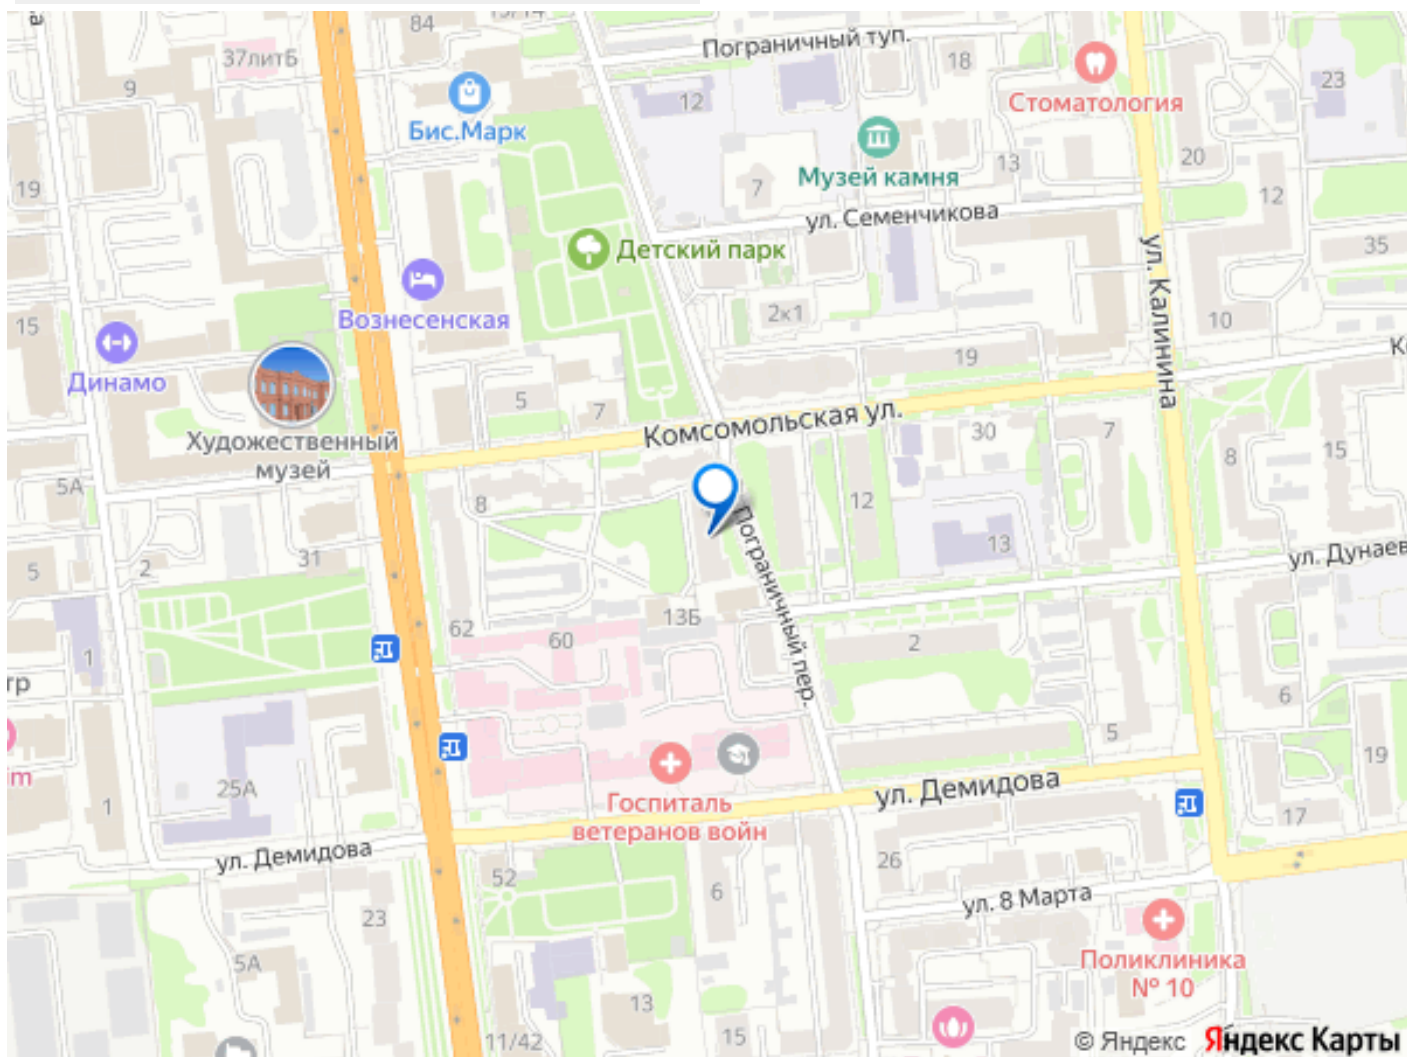 84
37литБ
9
Бис.Марк
Пограничный туп.
18
12
Стоматология
23
Музей камня
13
20
7
12
19
ул. Семенчикова
Детский парк
ул. Калинина
35
Вознесенская
15
2к1
10
Динамо
19
5
7
Художественный
музей
Комсомольская ул.
30
7
8
15
5А
8
12
Пограничный пер.
13
ул. Дунаев
31
2
5
62
60
13Б
2
1
6
5
19
25А
1
Госпиталь
ветеранов войн
ул. Демидова
17
ул. Демидова
52
6
26
ул. 8 Марта
23
5А
Поликлиника
№ 10
13
11/42
15
© Яндекс Яндекс Карты